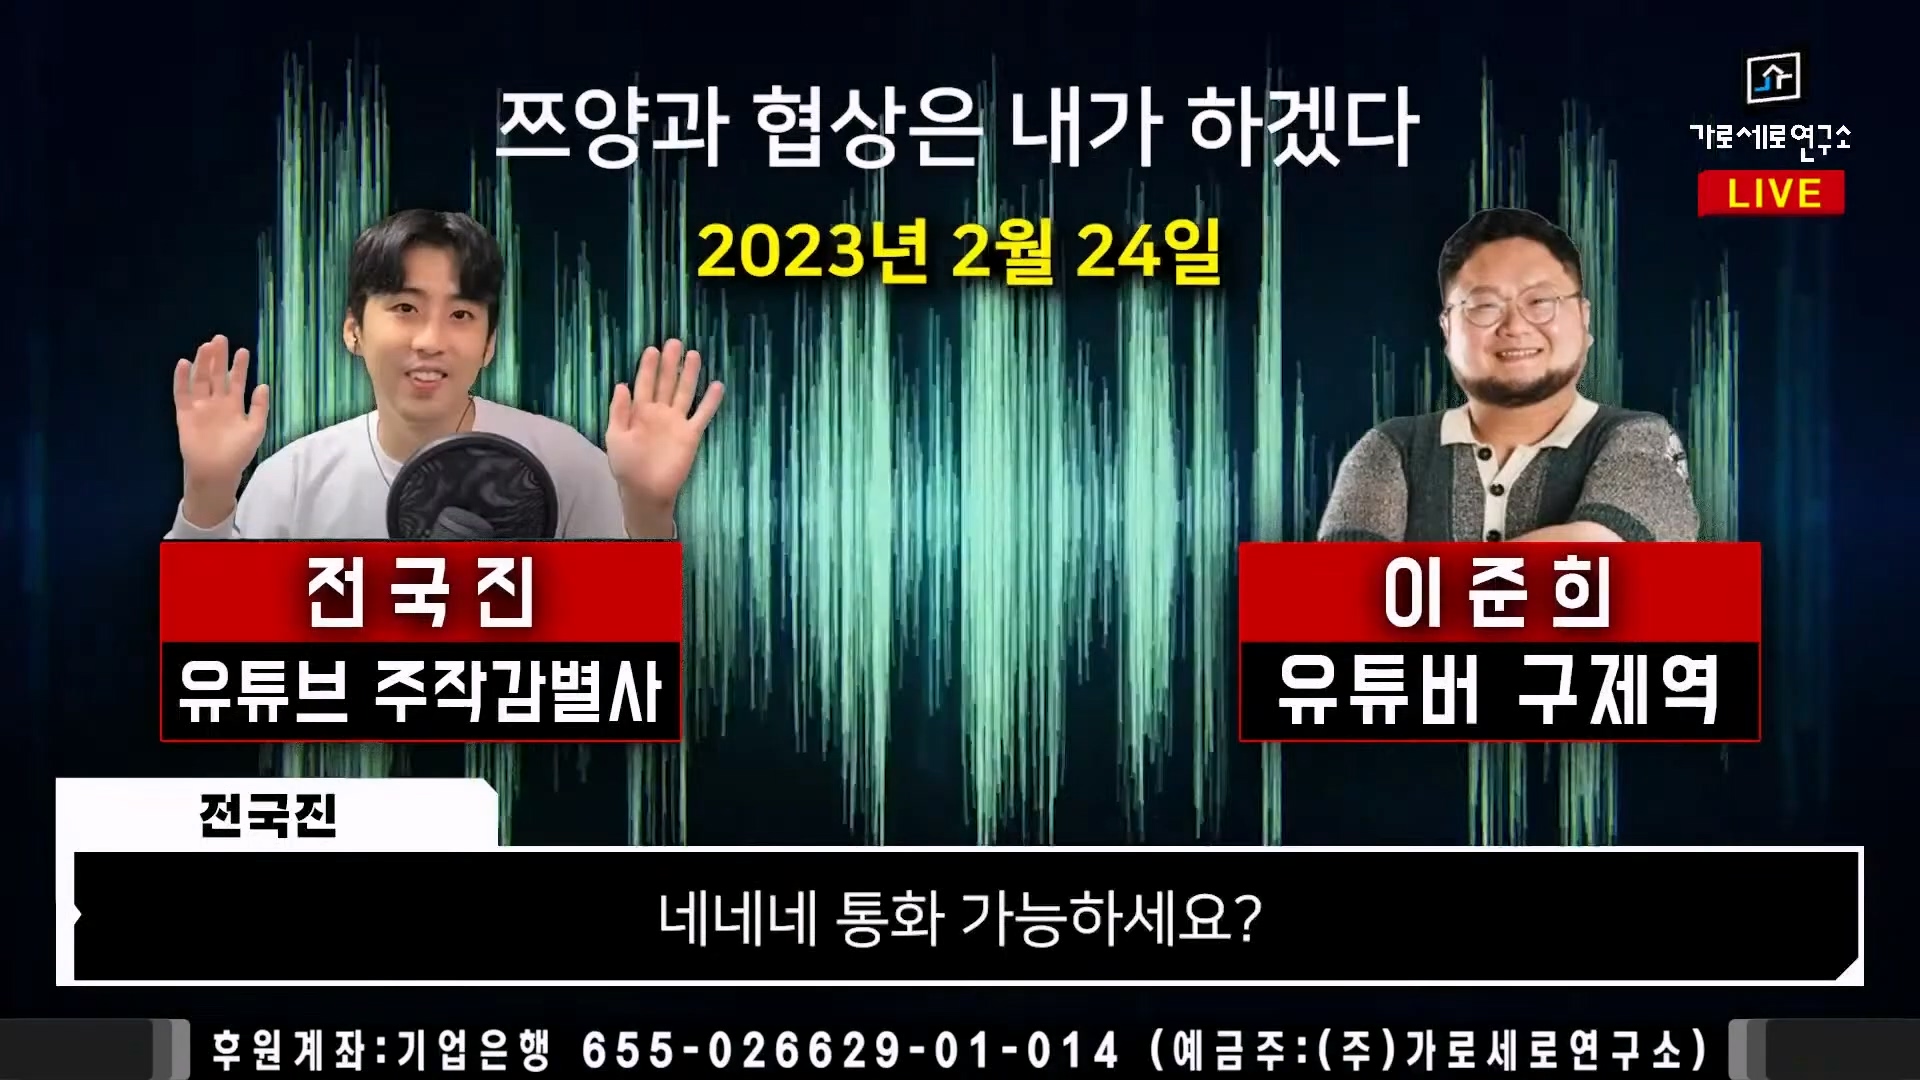 쯔양과 협상은 내가 하겠다
2023년 2월 24일
가로세로연구소
LIVE
전국진
유튜브 주작감별사
이준희
유튜버 구제역
전국진
네네네 통화 가능하세요?
후원계좌:기업은행 655-026629-01-014 (예금주:(주)가로세로연구소)